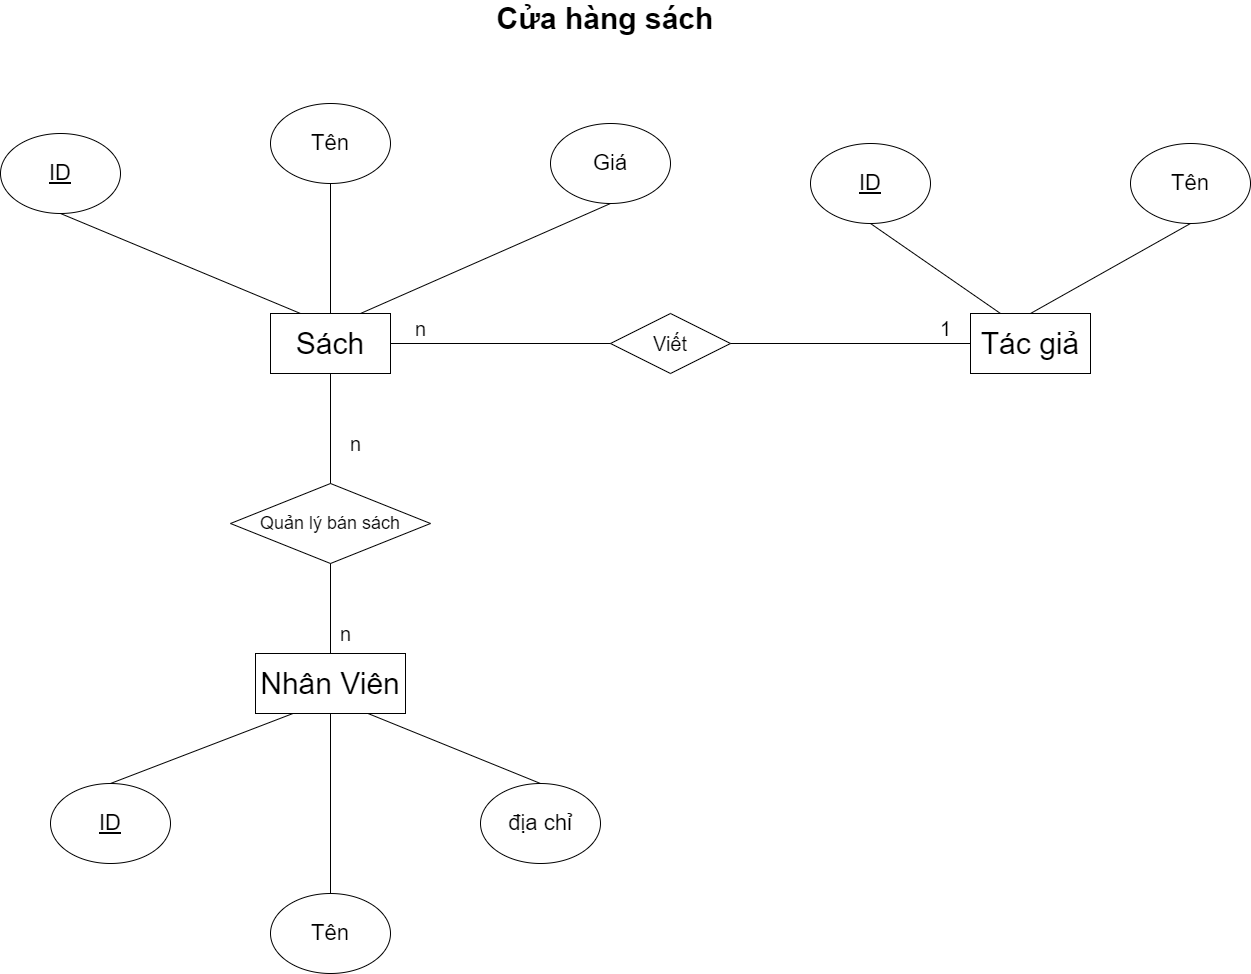 Cửa hàng sách
ID
Tên
Giá
ID
Tên
Sách
n
Viết
1
Tác giả
n
Quản lý bán sách
n
Nhân Viên
ID
địa chỉ
Tên